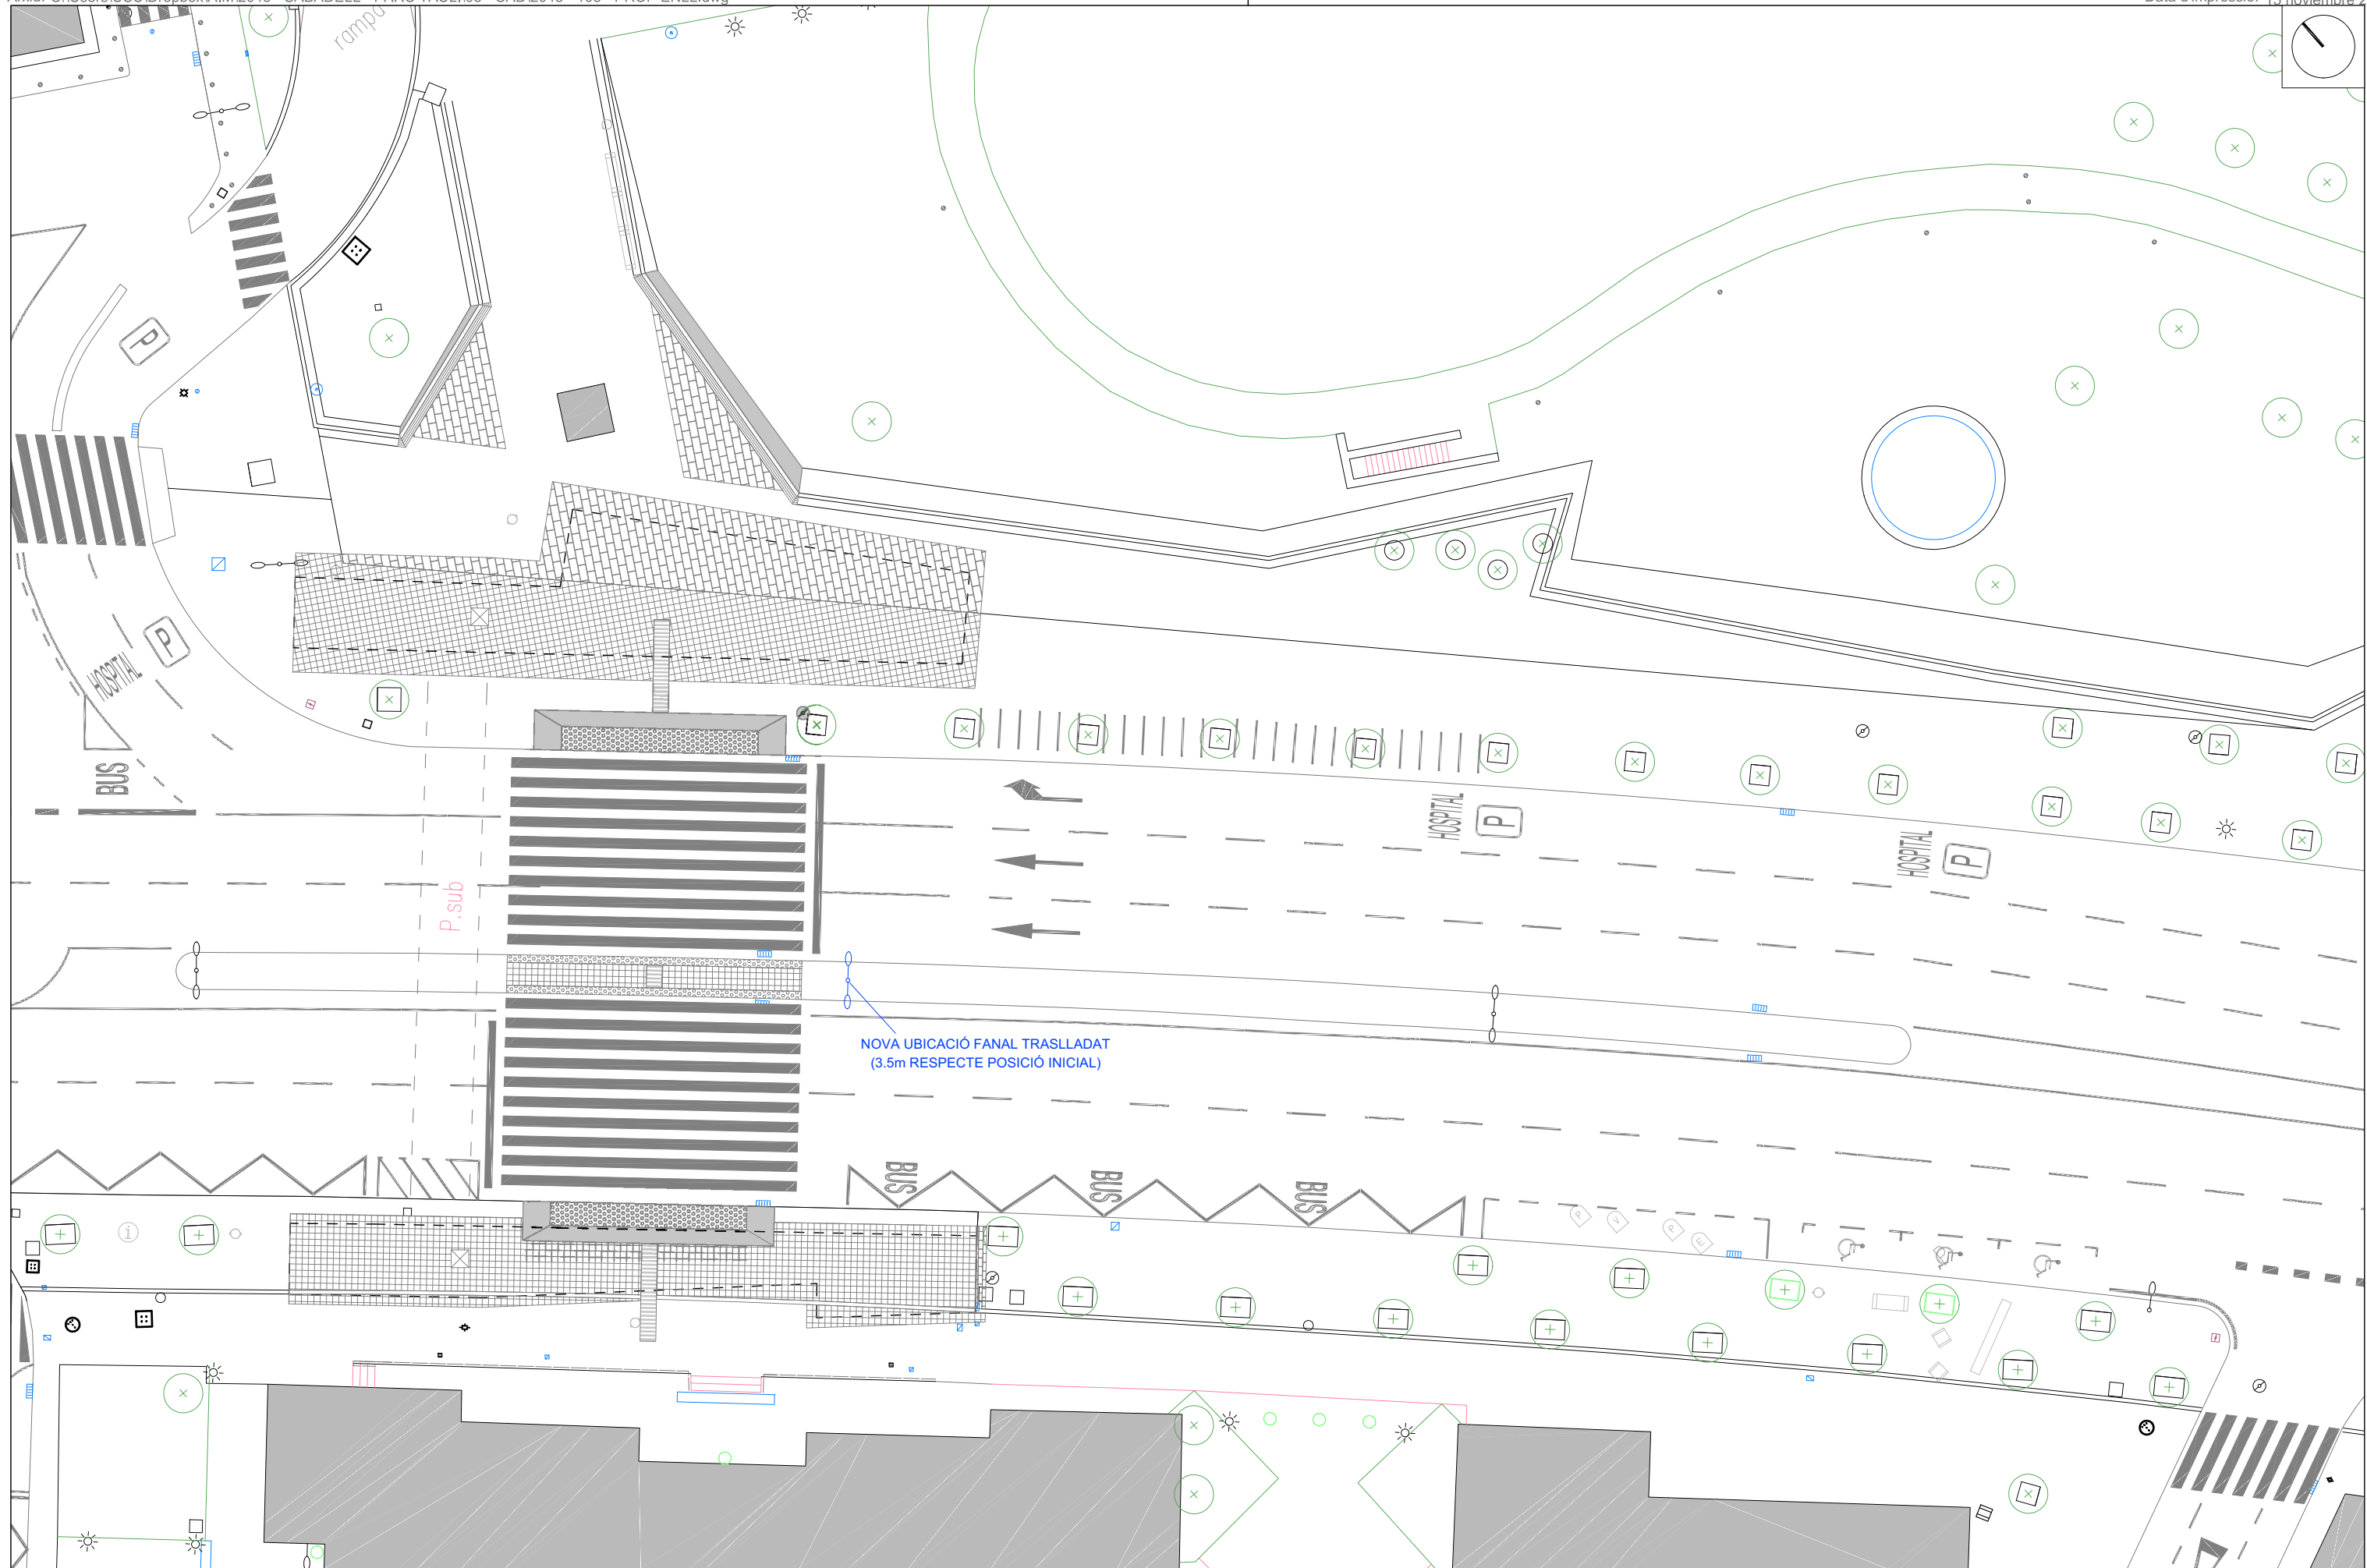 rampa
P
HOSPITAL
P
BUS
P.sub
HOSPITAL
P
HOSPITAL
P
NOVA UBICACIÓ FANAL TRASLLADAT
(3.5m RESPECTE POSICIÓ INICIAL)
BUS
BUS
BUS
i
P
V
P
E